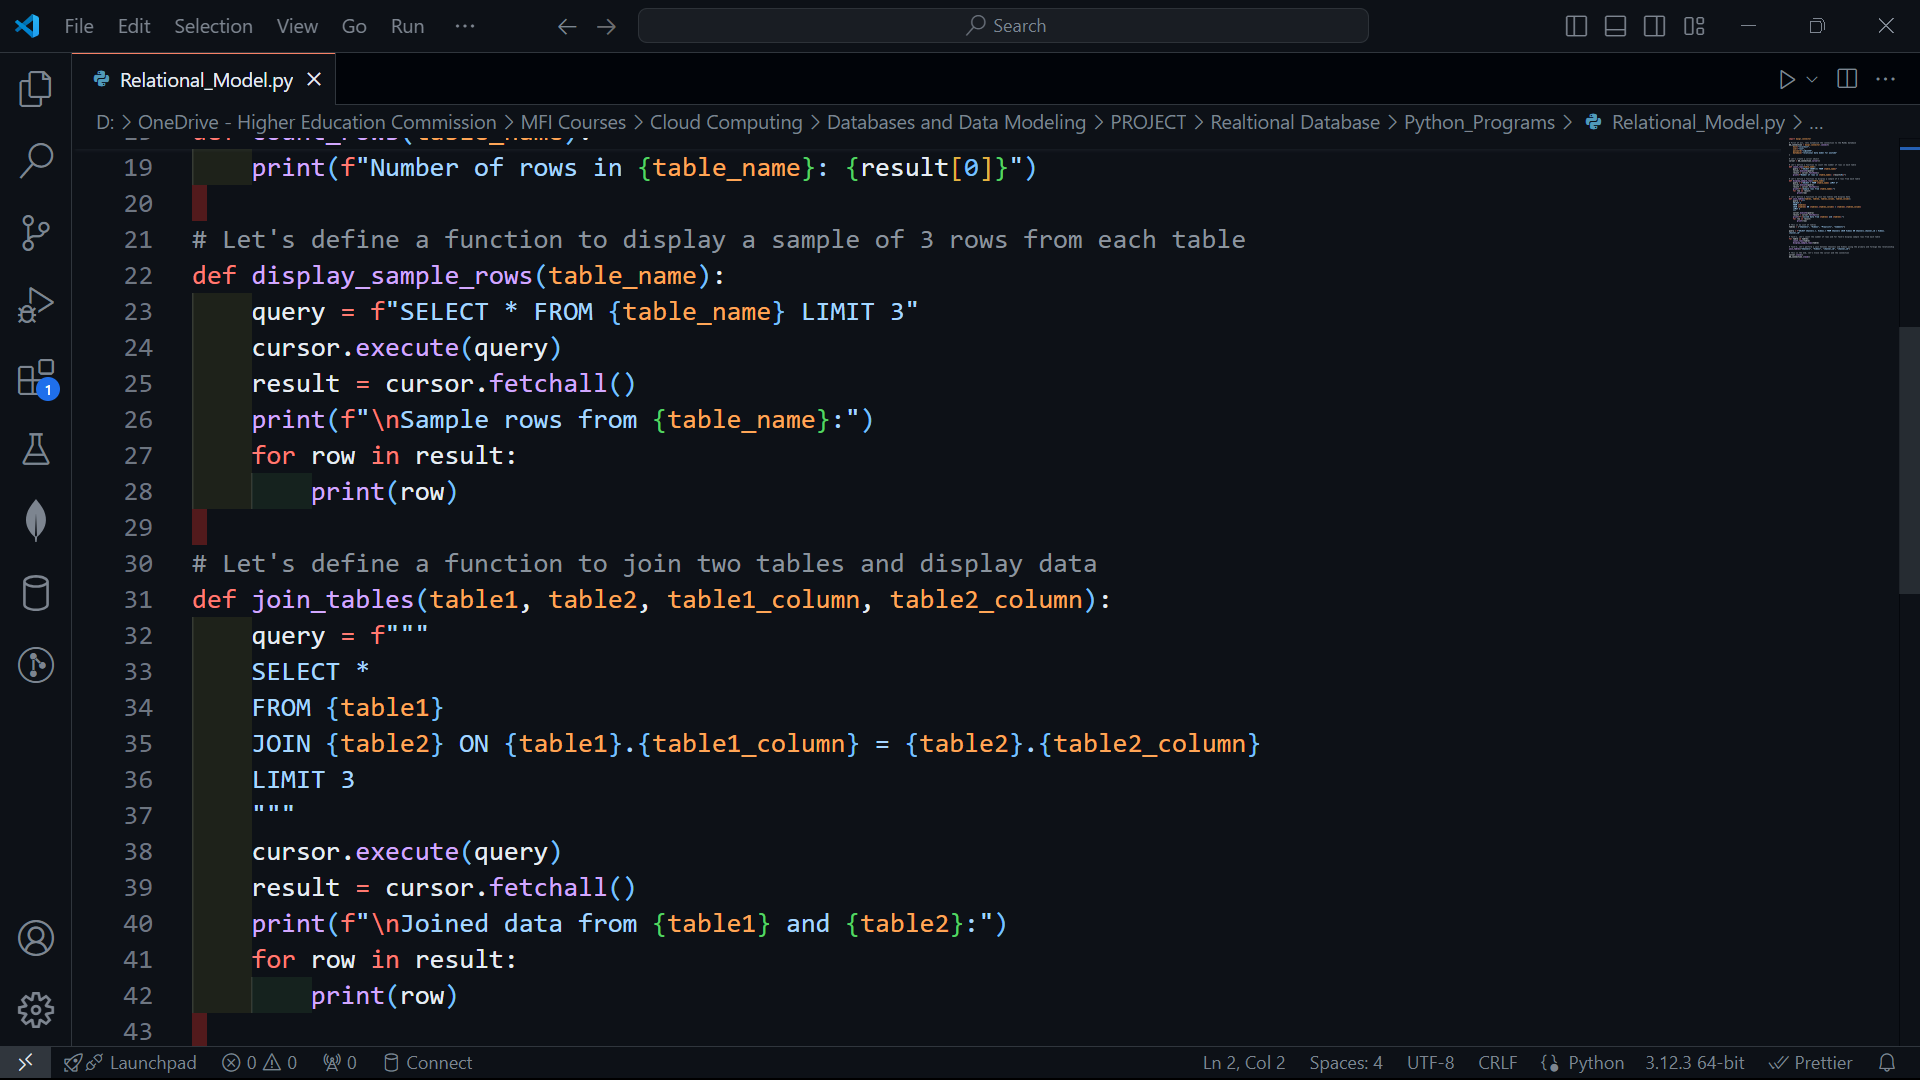 File Edit Selection View Go Run ··· Search
Relational_Model.py
D: > OneDrive - Higher Education Commission > MFI Courses > Cloud Computing > Databases and Data Modeling > PROJECT > Realtional Database > Python_Programs > Relational_Model.py > ...
19 print(f"Number of rows in {table_name}: {result[0]}")
20
21 # Let's define a function to display a sample of 3 rows from each table
22 def display_sample_rows(table_name):
23 query = f"SELECT * FROM {table_name} LIMIT 3"
24 cursor.execute(query)
25 result = cursor.fetchall()
26 print(f"\nSample rows from {table_name}:")
27 for row in result:
28 print(row)
29
30 # Let's define a function to join two tables and display data
31 def join_tables(table1, table2, table1_column, table2_column):
32 query = f"""
33 SELECT *
34 FROM {table1}
35 JOIN {table2} ON {table1}.{table1_column} = {table2}.{table2_column}
36 LIMIT 3
37 """
38 cursor.execute(query)
39 result = cursor.fetchall()
40 print(f"\nJoined data from {table1} and {table2}:")
41 for row in result:
42 print(row)
43
1
Launchpad 0 0 0 Connect Ln 2, Col 2 Spaces: 4 UTF-8 CRLF Python 3.12.3 64-bit Prettier